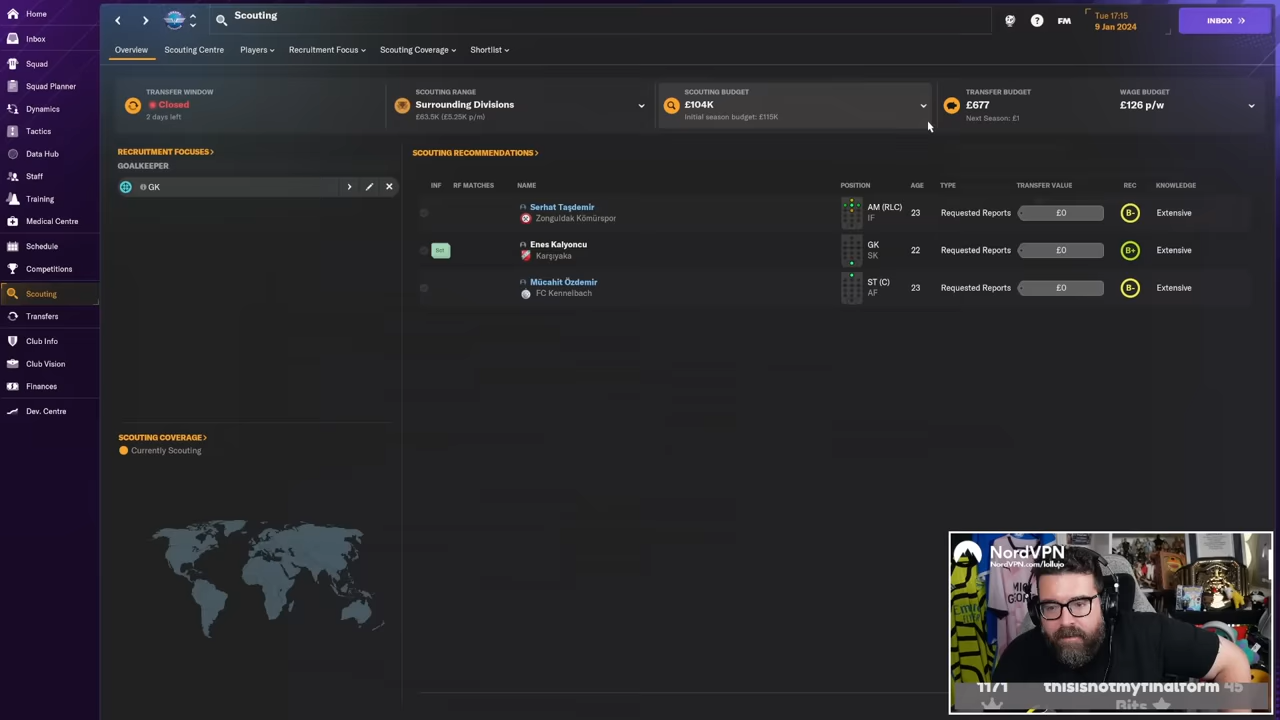 Home
Inbox
Squad
Squad Planner
Dynamics
Tactics
Data Hub
Staff
Training
Medical Centre
Schedule
Competitions
Scouting
Transfers
Club Info
Club Vision
Finances
Dev. Centre
Scouting
FM
Tue 17:15
9 Jan 2024
INBOX
Overview
Scouting Centre
Players
Recruitment Focus
Scouting Coverage
Shortlist
TRANSFER WINDOW
Closed
2 days left
SCOUTING RANGE
Surrounding Divisions
£63.5K (£5.25K p/m)
SCOUTING BUDGET
£104K
Initial season budget: £115K
TRANSFER BUDGET
£677
Next Season: £1
WAGE BUDGET
£126 p/w
RECRUITMENT FOCUSES >
GOALKEEPER
GK
SCOUTING COVERAGE >
Currently Scouting
SCOUTING RECOMMENDATIONS >
INF RF MATCHES NAME POSITION AGE TYPE TRANSFER VALUE REC KNOWLEDGE
Serhat Taşdemir AM (RLC) 23 Requested Reports £0 B- Extensive
Zonguldak Kömürspor IF
Enes Kalyoncu GK 22 Requested Reports £0 B+ Extensive
Karşıyaka SK
Mücahit Özdemir ST (C) 23 Requested Reports £0 B- Extensive
FC Kennelbach AF
NordVPN
NordVPN.com/lollujo
1171 thisisnotmyfinalform 45
Bits